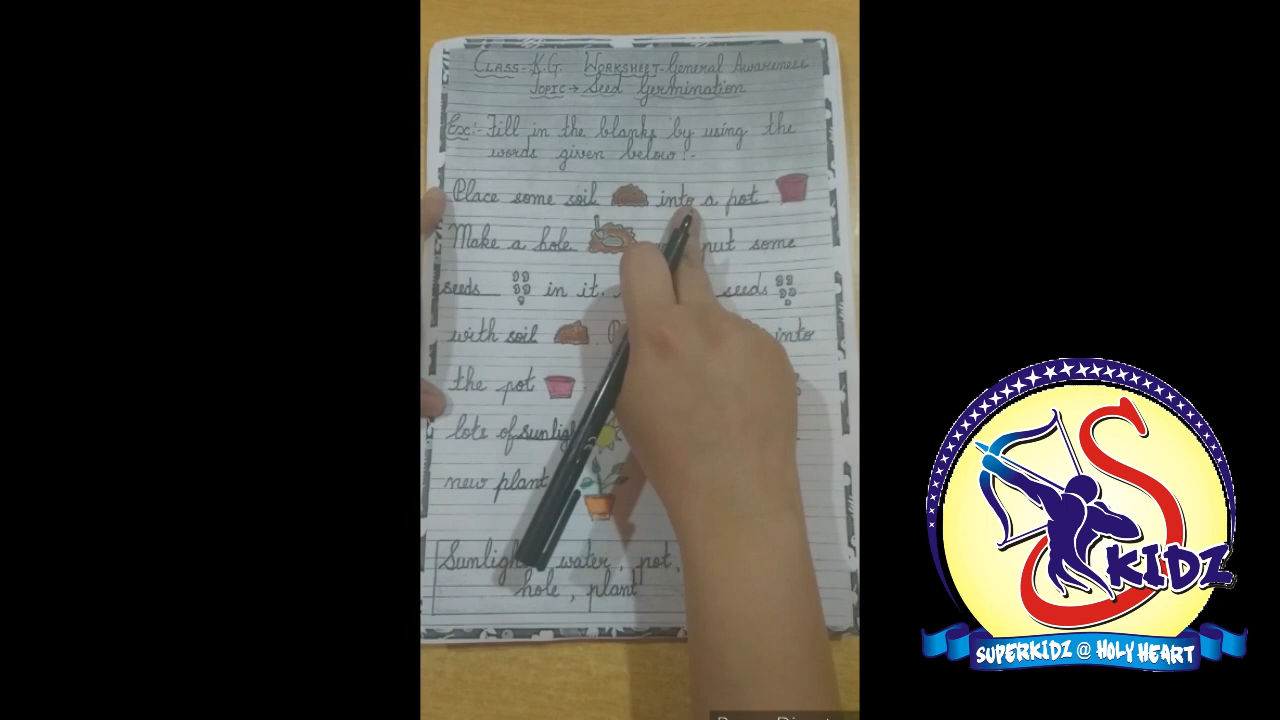 CLASS-K.G. WORKSHEET-General Awareness
TOPIC→ Seed Germination
Ex:- Fill in the blanks by using the
words given below:-
Place some soil into a pot
Make a hole put some
seeds in it. seeds
with soil . into
the pot
lots of sunligh
new plant
Sunligh water, pot,
hole, plant
S KIDZ
SUPERKIDZ @ HOLY HEART